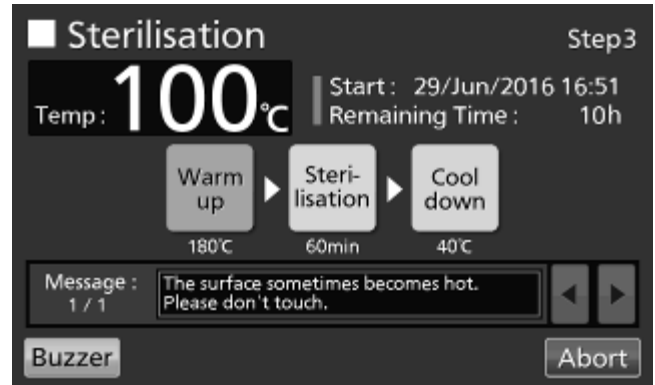 Sterilisation
Step3
Temp: 100℃
Start: 29/Jun/2016 16:51
Remaining Time: 10h
Warm
up
Steri-
lisation
Cool
down
180℃
60min
40℃
Message:
1 / 1
The surface sometimes becomes hot.
Please don't touch.
Buzzer
Abort